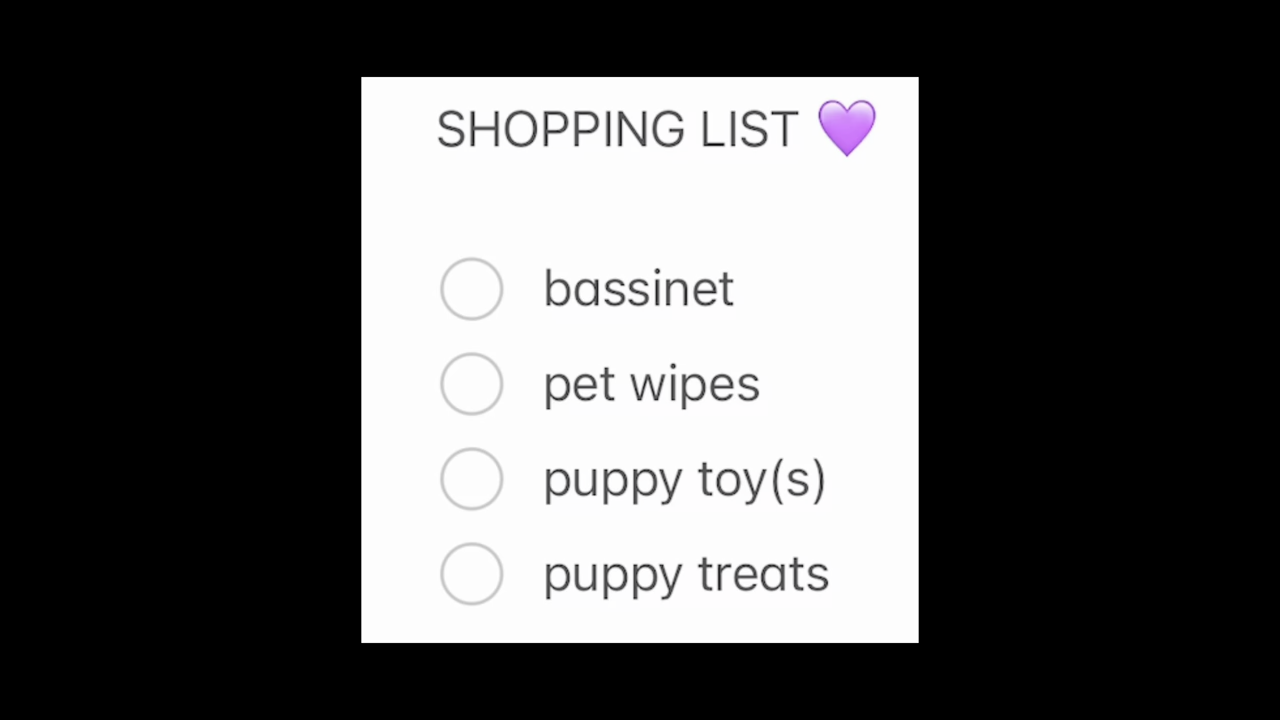 SHOPPING LIST 💜
bassinet
pet wipes
puppy toy(s)
puppy treats